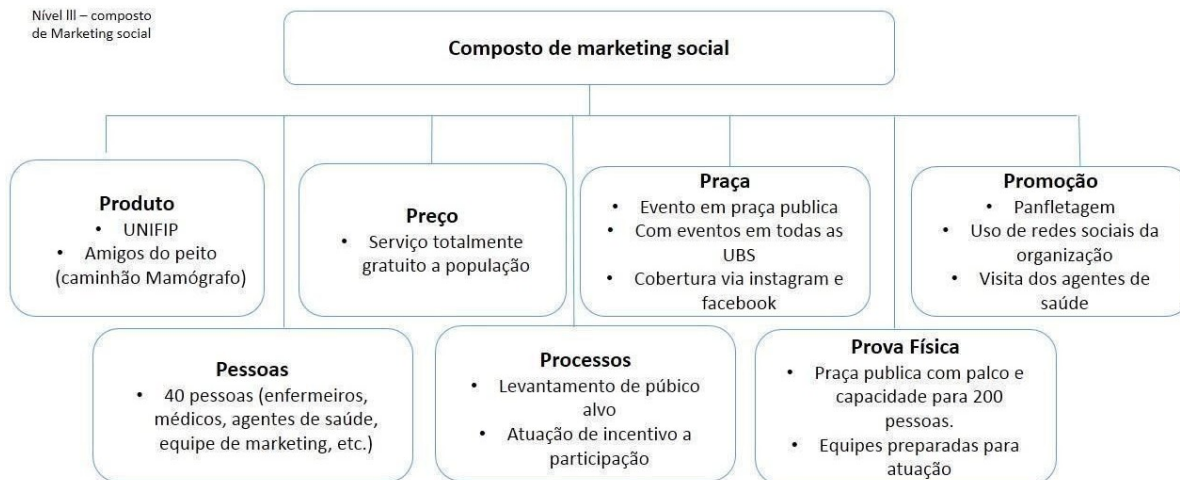 Nível III – composto
de Marketing social
Composto de marketing social
Produto
• UNIFIP
• Amigos do peito
(caminhão Mamógrafo)
Preço
• Serviço totalmente
gratuito a população
Praça
• Evento em praça publica
• Com eventos em todas as
UBS
• Cobertura via instagram e
facebook
Promoção
• Panfletagem
• Uso de redes sociais da
organização
• Visita dos agentes de
saúde
Pessoas
• 40 pessoas (enfermeiros,
médicos, agentes de saúde,
equipe de marketing, etc.)
Processos
• Levantamento de púbico
alvo
• Atuação de incentivo a
participação
Prova Física
• Praça publica com palco e
capacidade para 200
pessoas.
• Equipes preparadas para
atuação